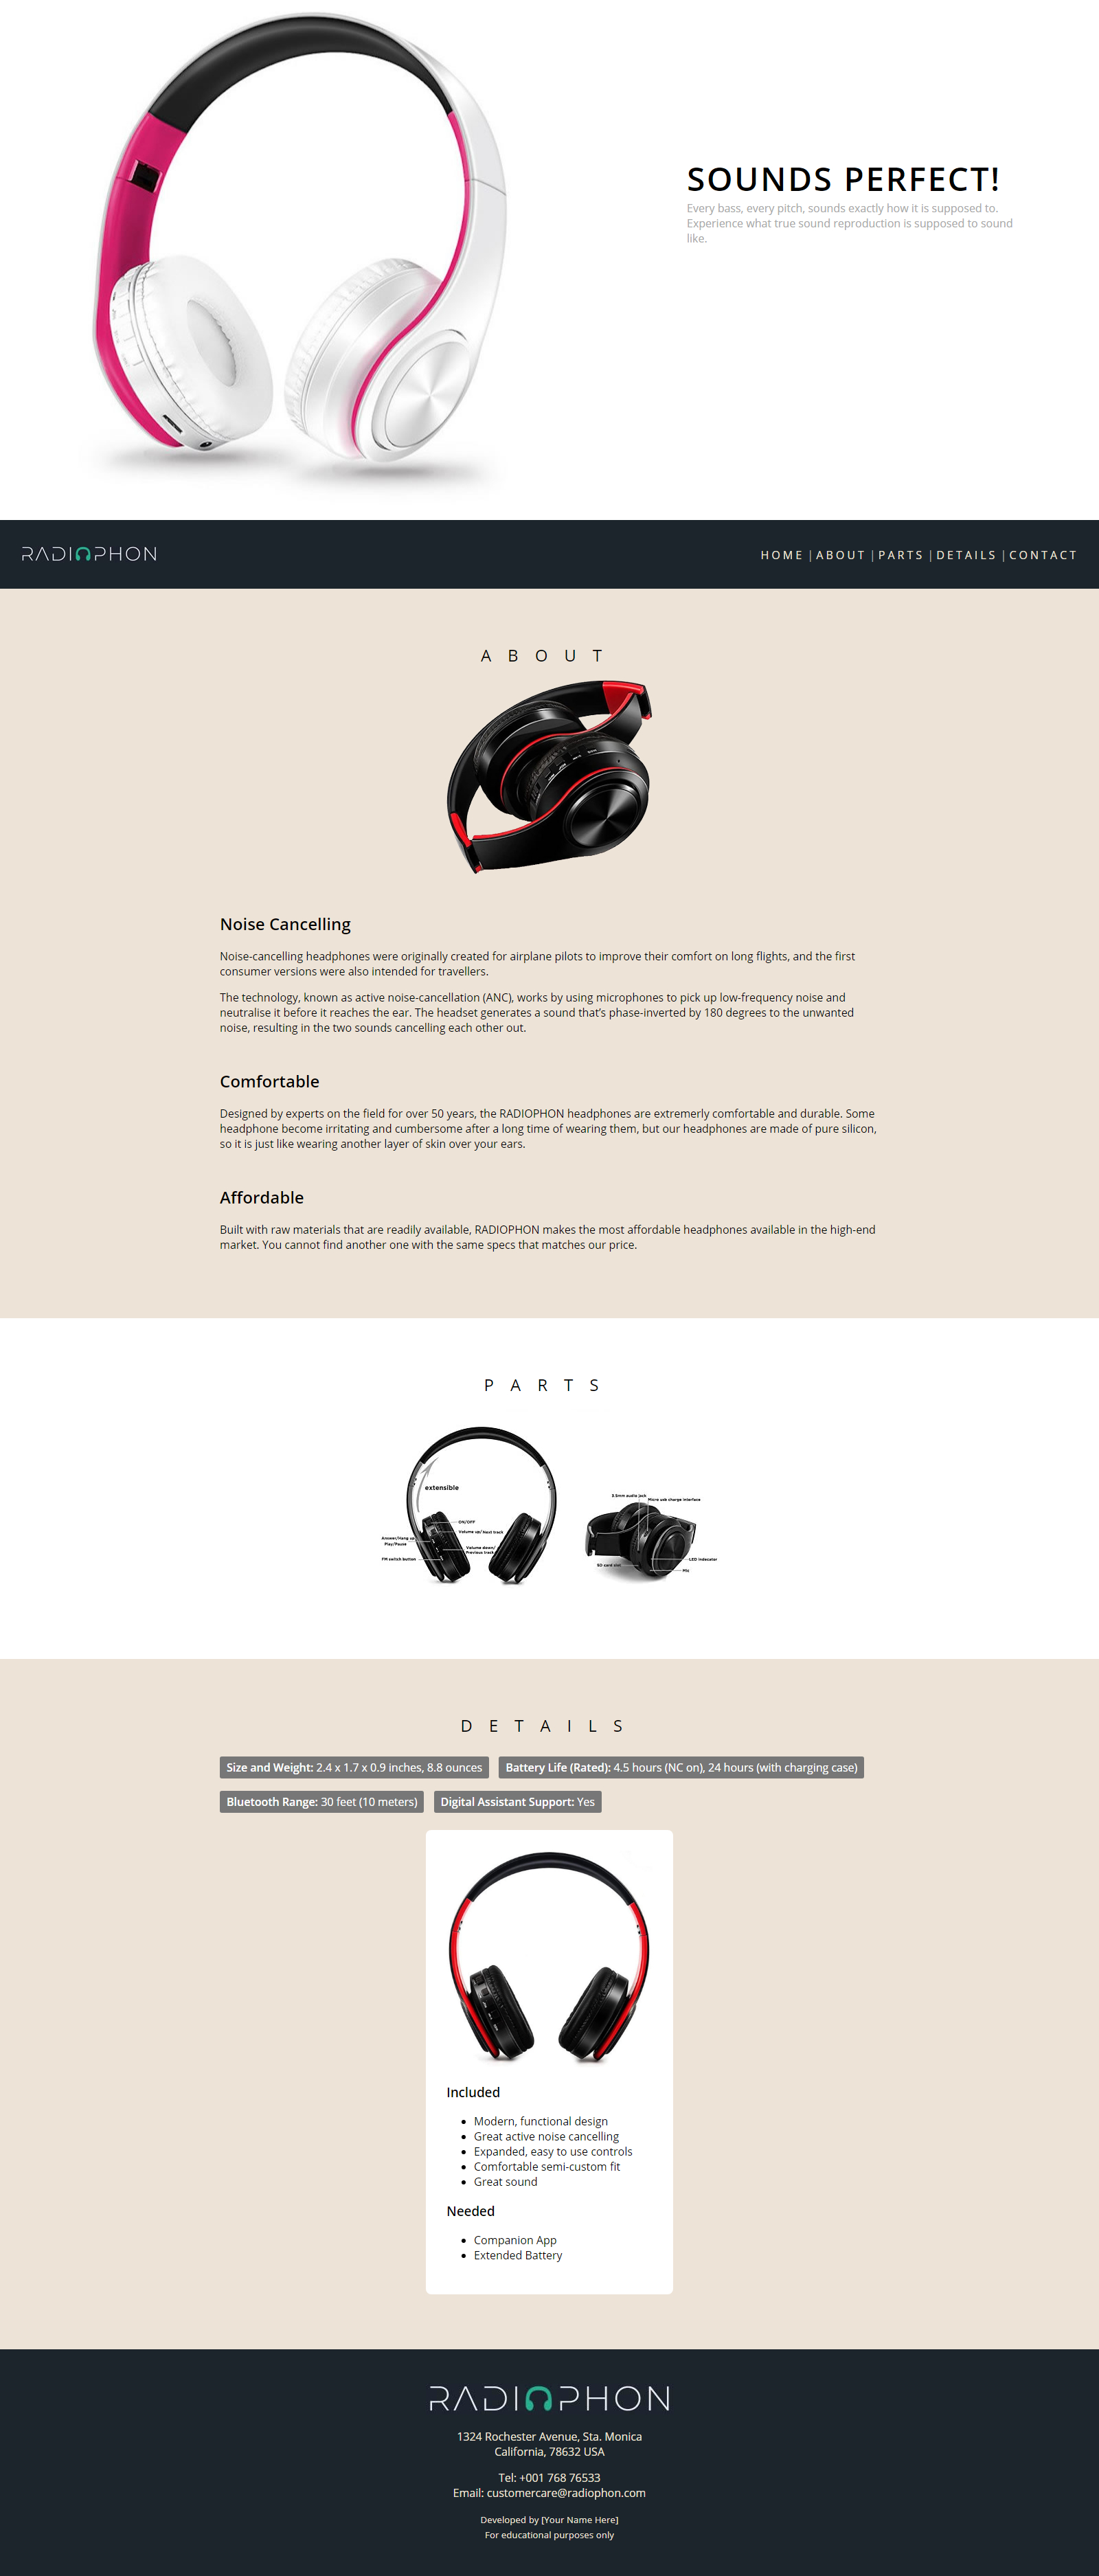 SOUNDS PERFECT!
Every bass, every pitch, sounds exactly how it is supposed to.
Experience what true sound reproduction is supposed to sound
like.
RADIOPHON
HOME | ABOUT | PARTS | DETAILS | CONTACT
ABOUT
Noise Cancelling
Noise-cancelling headphones were originally created for airplane pilots to improve their comfort on long flights, and the first
consumer versions were also intended for travellers.
The technology, known as active noise-cancellation (ANC), works by using microphones to pick up low-frequency noise and
neutralise it before it reaches the ear. The headset generates a sound that’s phase-inverted by 180 degrees to the unwanted
noise, resulting in the two sounds cancelling each other out.
Comfortable
Designed by experts on the field for over 50 years, the RADIOPHON headphones are extremerly comfortable and durable. Some
headphone become irritating and cumbersome after a long time of wearing them, but our headphones are made of pure silicon,
so it is just like wearing another layer of skin over your ears.
Affordable
Built with raw materials that are readily available, RADIOPHON makes the most affordable headphones available in the high-end
market. You cannot find another one with the same specs that matches our price.
PARTS
extensible
ON/OFF
Volume up/ Next track
Answer/Hang up
Play/Pause
Volume down/
Previous track
FM switch button
3.5mm audio jack
Micro usb charge interface
LED indecator
SD card slot
Mic
DETAILS
Size and Weight: 2.4 x 1.7 x 0.9 inches, 8.8 ounces
Battery Life (Rated): 4.5 hours (NC on), 24 hours (with charging case)
Bluetooth Range: 30 feet (10 meters)
Digital Assistant Support: Yes
Included
Modern, functional design
Great active noise cancelling
Expanded, easy to use controls
Comfortable semi-custom fit
Great sound
Needed
Companion App
Extended Battery
RADIOPHON
1324 Rochester Avenue, Sta. Monica
California, 78632 USA
Tel: +001 768 76533
Email: customercare@radiophon.com
Developed by [Your Name Here]
For educational purposes only